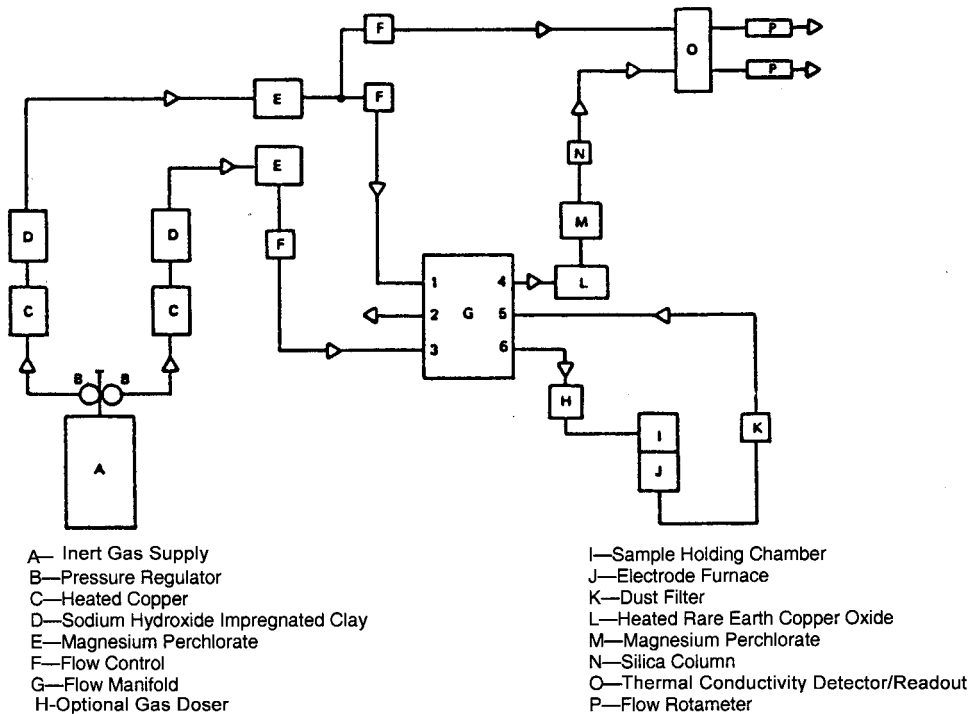 F
P
O
P
E
F
N
E
D
D
F
M
1
4
L
2
G
5
3
6
C
C
B
B
H
I
K
A
J
A— Inert Gas Supply
B—Pressure Regulator
C—Heated Copper
D—Sodium Hydroxide Impregnated Clay
E—Magnesium Perchlorate
F—Flow Control
G—Flow Manifold
H-Optional Gas Doser
I—Sample Holding Chamber
J—Electrode Furnace
K—Dust Filter
L—Heated Rare Earth Copper Oxide
M—Magnesium Perchlorate
N—Silica Column
O—Thermal Conductivity Detector/Readout
P—Flow Rotameter